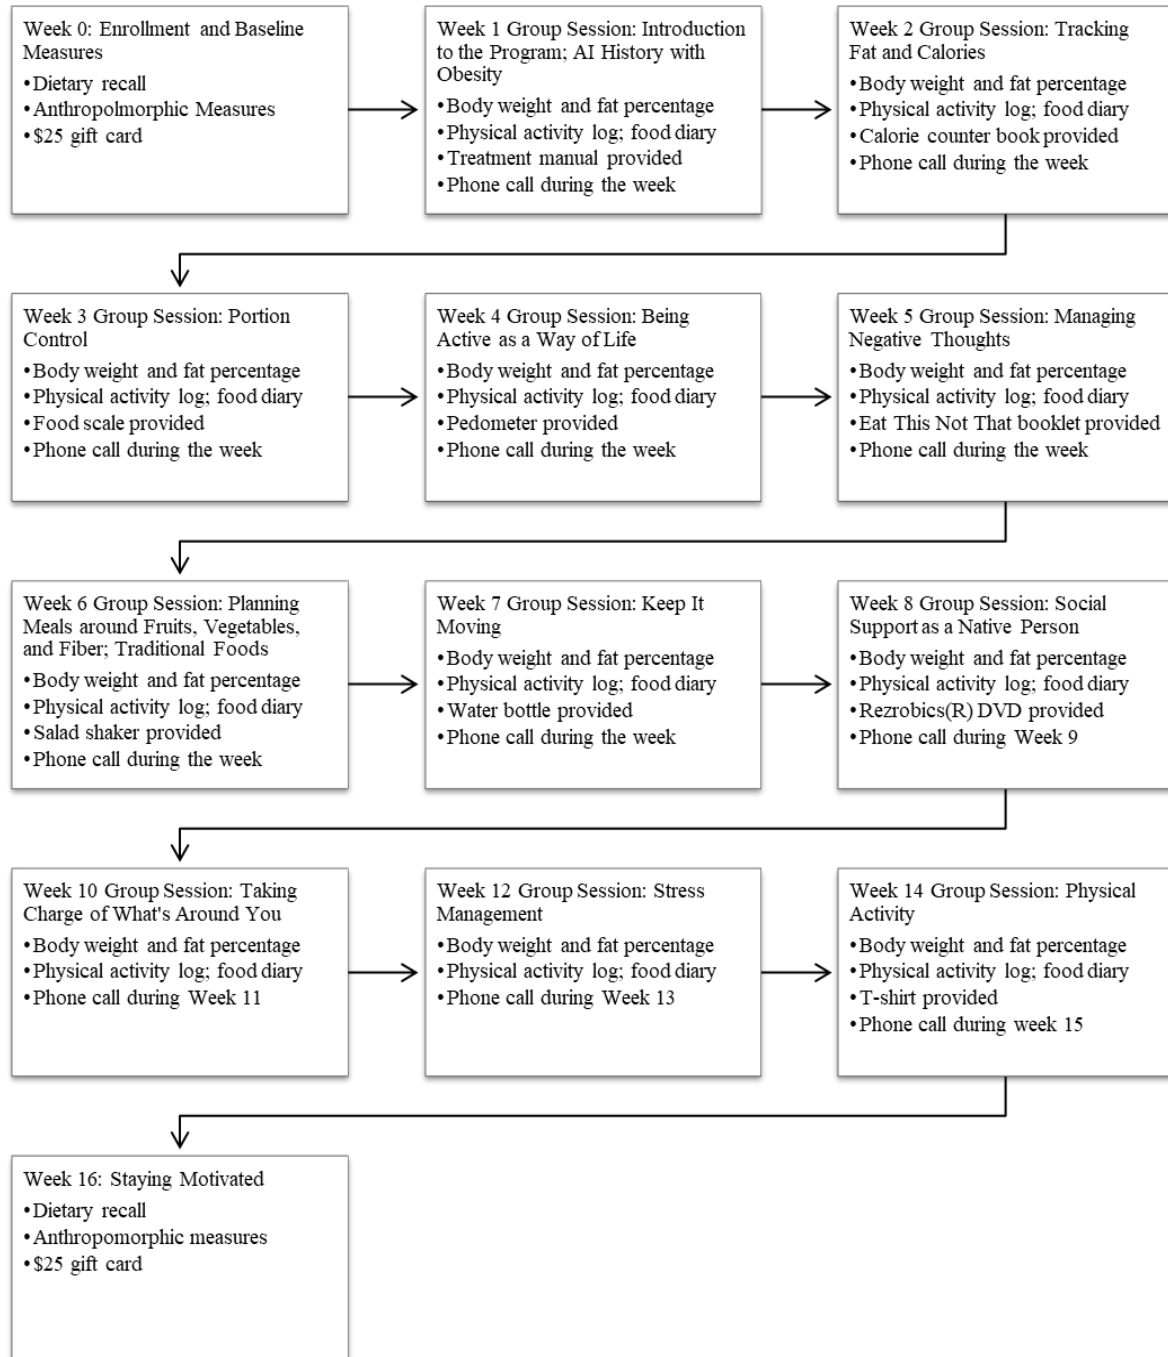 Week 0: Enrollment and Baseline
Measures
•Dietary recall
•Anthropolmorphic Measures
•$25 gift card
Week 1 Group Session: Introduction
to the Program; AI History with
Obesity
•Body weight and fat percentage
•Physical activity log; food diary
•Treatment manual provided
•Phone call during the week
Week 2 Group Session: Tracking
Fat and Calories
•Body weight and fat percentage
•Physical activity log; food diary
•Calorie counter book provided
•Phone call during the week
Week 3 Group Session: Portion
Control
•Body weight and fat percentage
•Physical activity log; food diary
•Food scale provided
•Phone call during the week
Week 4 Group Session: Being
Active as a Way of Life
•Body weight and fat percentage
•Physical activity log; food diary
•Pedometer provided
•Phone call during the week
Week 5 Group Session: Managing
Negative Thoughts
•Body weight and fat percentage
•Physical activity log; food diary
•Eat This Not That booklet provided
•Phone call during the week
Week 6 Group Session: Planning
Meals around Fruits, Vegetables,
and Fiber; Traditional Foods
•Body weight and fat percentage
•Physical activity log; food diary
•Salad shaker provided
•Phone call during the week
Week 7 Group Session: Keep It
Moving
•Body weight and fat percentage
•Physical activity log; food diary
•Water bottle provided
•Phone call during the week
Week 8 Group Session: Social
Support as a Native Person
•Body weight and fat percentage
•Physical activity log; food diary
•Rezrobics(R) DVD provided
•Phone call during Week 9
Week 10 Group Session: Taking
Charge of What's Around You
•Body weight and fat percentage
•Physical activity log; food diary
•Phone call during Week 11
Week 12 Group Session: Stress
Management
•Body weight and fat percentage
•Physical activity log; food diary
•Phone call during Week 13
Week 14 Group Session: Physical
Activity
•Body weight and fat percentage
•Physical activity log; food diary
•T-shirt provided
•Phone call during week 15
Week 16: Staying Motivated
•Dietary recall
•Anthropomorphic measures
•$25 gift card